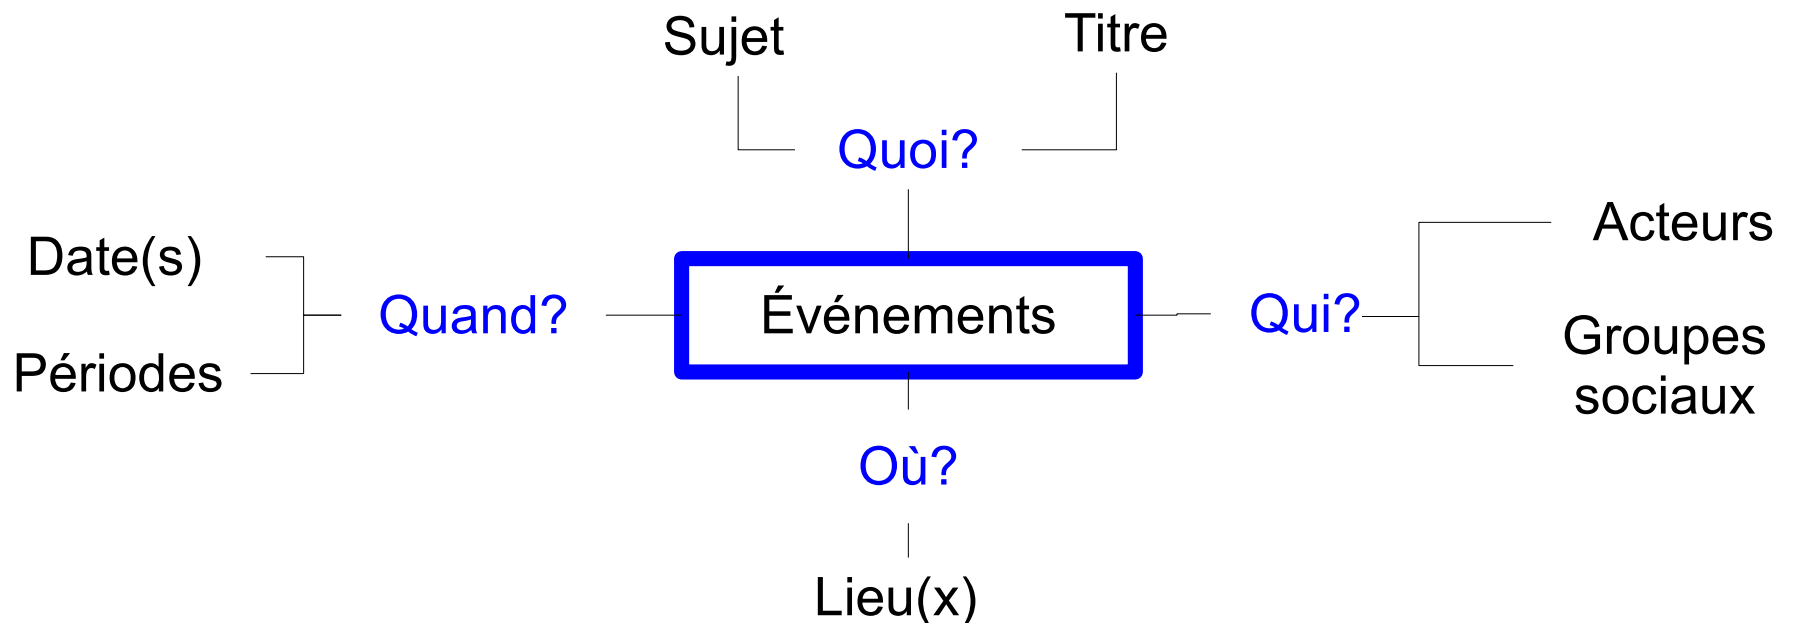 Sujet
Titre
Quoi?
Date(s)
Périodes
Quand?
Événements
Qui?
Acteurs
Groupes
sociaux
Où?
Lieu(x)